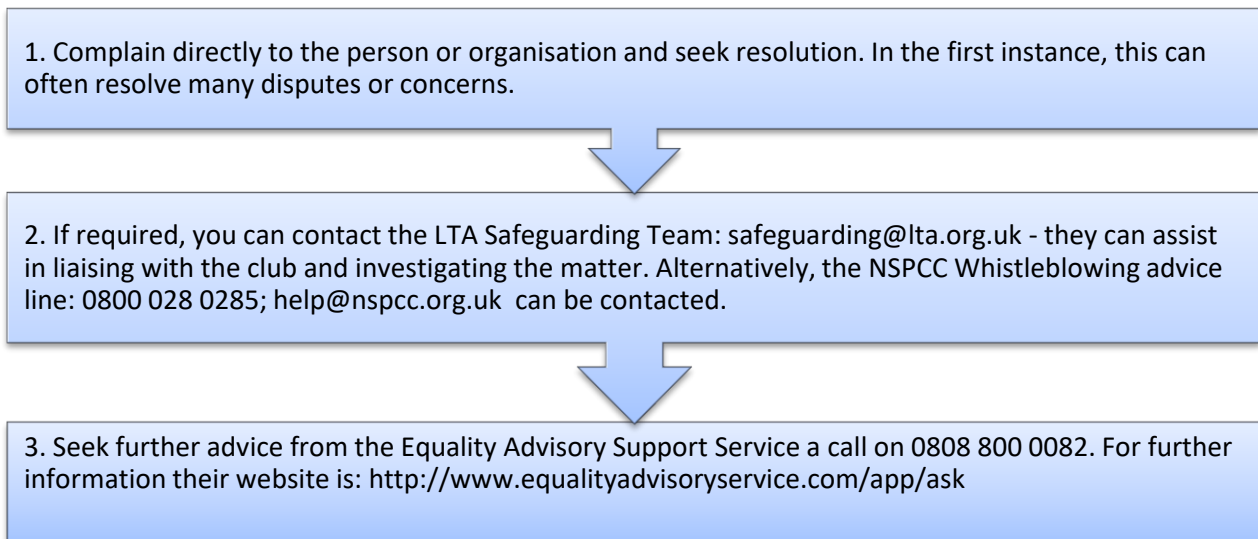 1. Complain directly to the person or organisation and seek resolution. In the first instance, this can
often resolve many disputes or concerns.
2. If required, you can contact the LTA Safeguarding Team: safeguarding@lta.org.uk - they can assist
in liaising with the club and investigating the matter. Alternatively, the NSPCC Whistleblowing advice
line: 0800 028 0285; help@nspcc.org.uk can be contacted.
3. Seek further advice from the Equality Advisory Support Service a call on 0808 800 0082. For further
information their website is: http://www.equalityadvisoryservice.com/app/ask